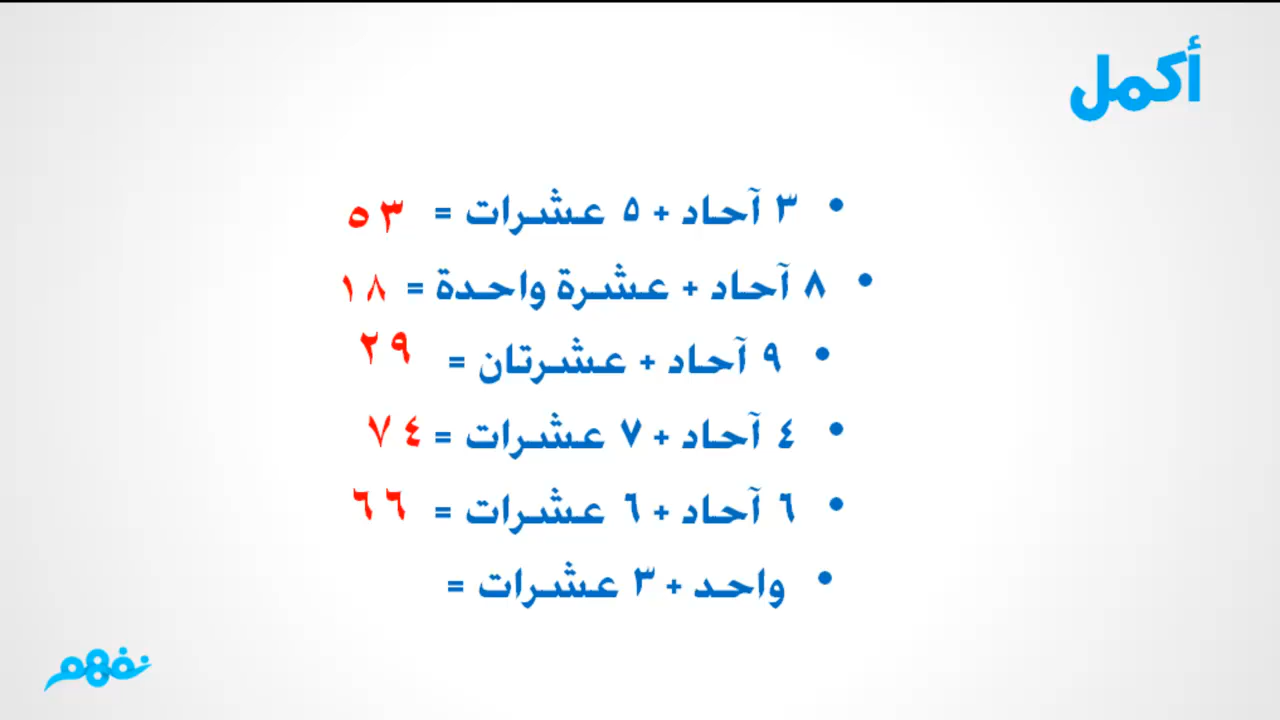 أكمل
• ٣ آحاد + ٥ عشرات = ٥٣
• ٨ آحاد + عشرة واحدة = ١٨
• ٩ آحاد + عشرتان = ٢٩
• ٤ آحاد + ٧ عشرات = ٧٤
• ٦ آحاد + ٦ عشرات = ٦٦
• واحد + ٣ عشرات =
نفهم